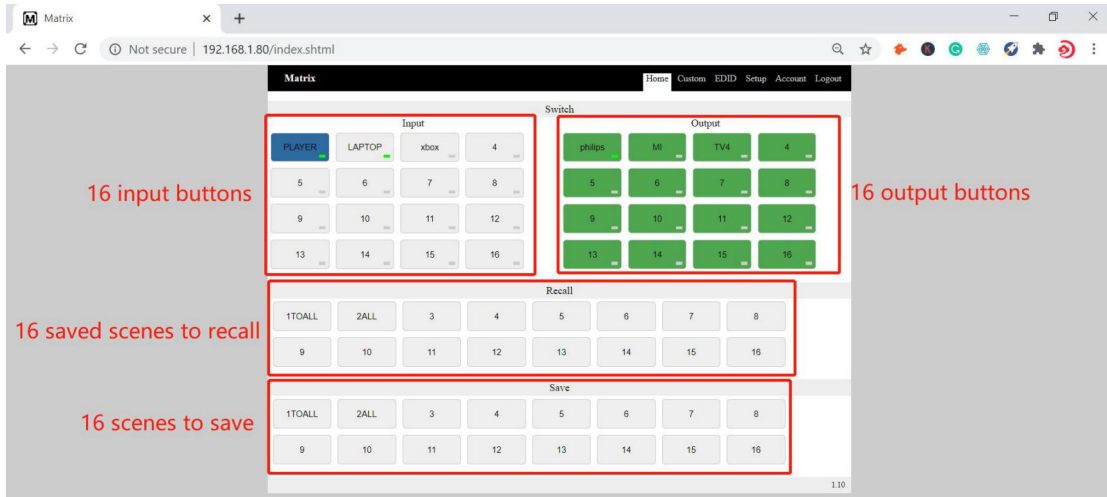 M Matrix
Not secure | 192.168.1.80/index.shtml
Matrix Home Custom EDID Setup Account Logout
Switch
Input Output
PLAYER LAPTOP xbox 4 philips MI TV4 4
16 input buttons 5 6 7 8 5 6 7 8 16 output buttons
9 10 11 12 9 10 11 12
13 14 15 16 13 14 15 16
Recall
16 saved scenes to recall
1TOALL 2ALL 3 4 5 6 7 8
9 10 11 12 13 14 15 16
Save
16 scenes to save
1TOALL 2ALL 3 4 5 6 7 8
9 10 11 12 13 14 15 16
1.10